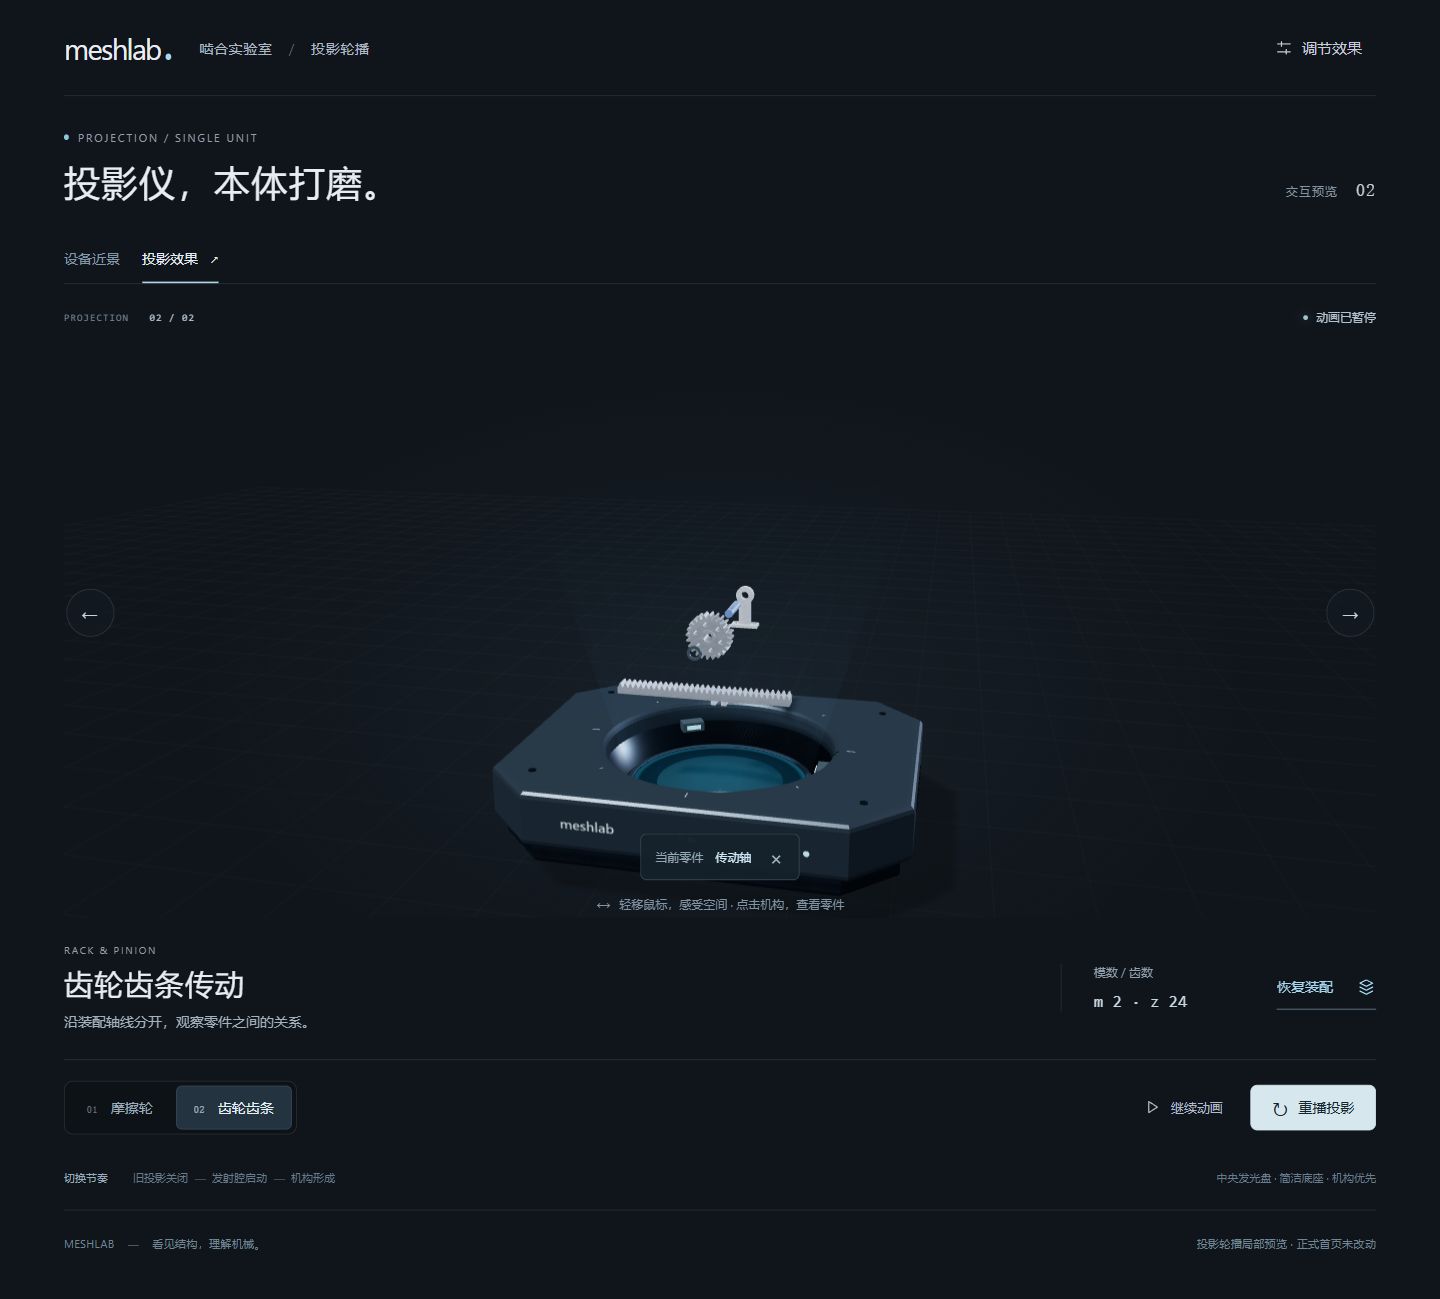 meshlab. 啮合实验室 / 投影轮播
调节效果
PROJECTION / SINGLE UNIT
投影仪，本体打磨。
交互预览 02
设备近景 投影效果 ↗
PROJECTION 02 / 02
动画已暂停
←
→
meshlab
当前零件 传动轴 ×
↔ 轻移鼠标，感受空间 · 点击机构，查看零件
RACK & PINION
齿轮齿条传动
沿装配轴线分开，观察零件之间的关系。
模数 / 齿数
m 2 · z 24
恢复装配
01 摩擦轮 02 齿轮齿条
继续动画 重播投影
切换节奏 旧投影关闭 — 发射腔启动 — 机构形成
中央发光盘 · 简洁底座 · 机构优先
MESHLAB — 看见结构，理解机械。
投影轮播局部预览 · 正式首页未改动